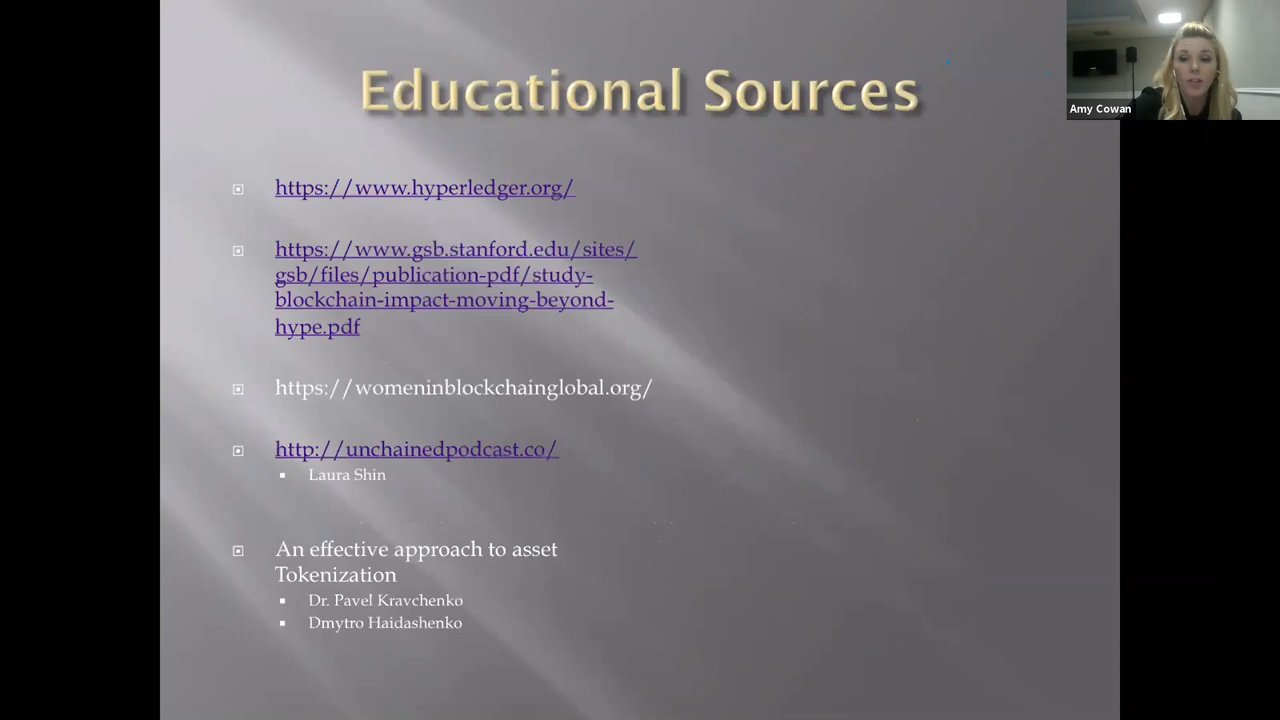 Educational Sources
Amy Cowan
https://www.hyperledger.org/
https://www.gsb.stanford.edu/sites/
gsb/files/publication-pdf/study-
blockchain-impact-moving-beyond-
hype.pdf
https://womeninblockchainglobal.org/
http://unchainedpodcast.co/
Laura Shin
An effective approach to asset
Tokenization
Dr. Pavel Kravchenko
Dmytro Haidashenko